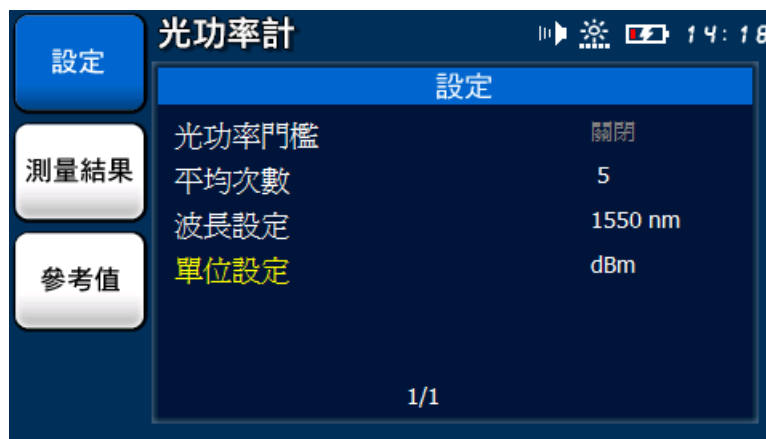 設定
光功率計
14:18
設定
測量結果
參考值
光功率門檻 關閉
平均次數 5
波長設定 1550 nm
單位設定 dBm
1/1